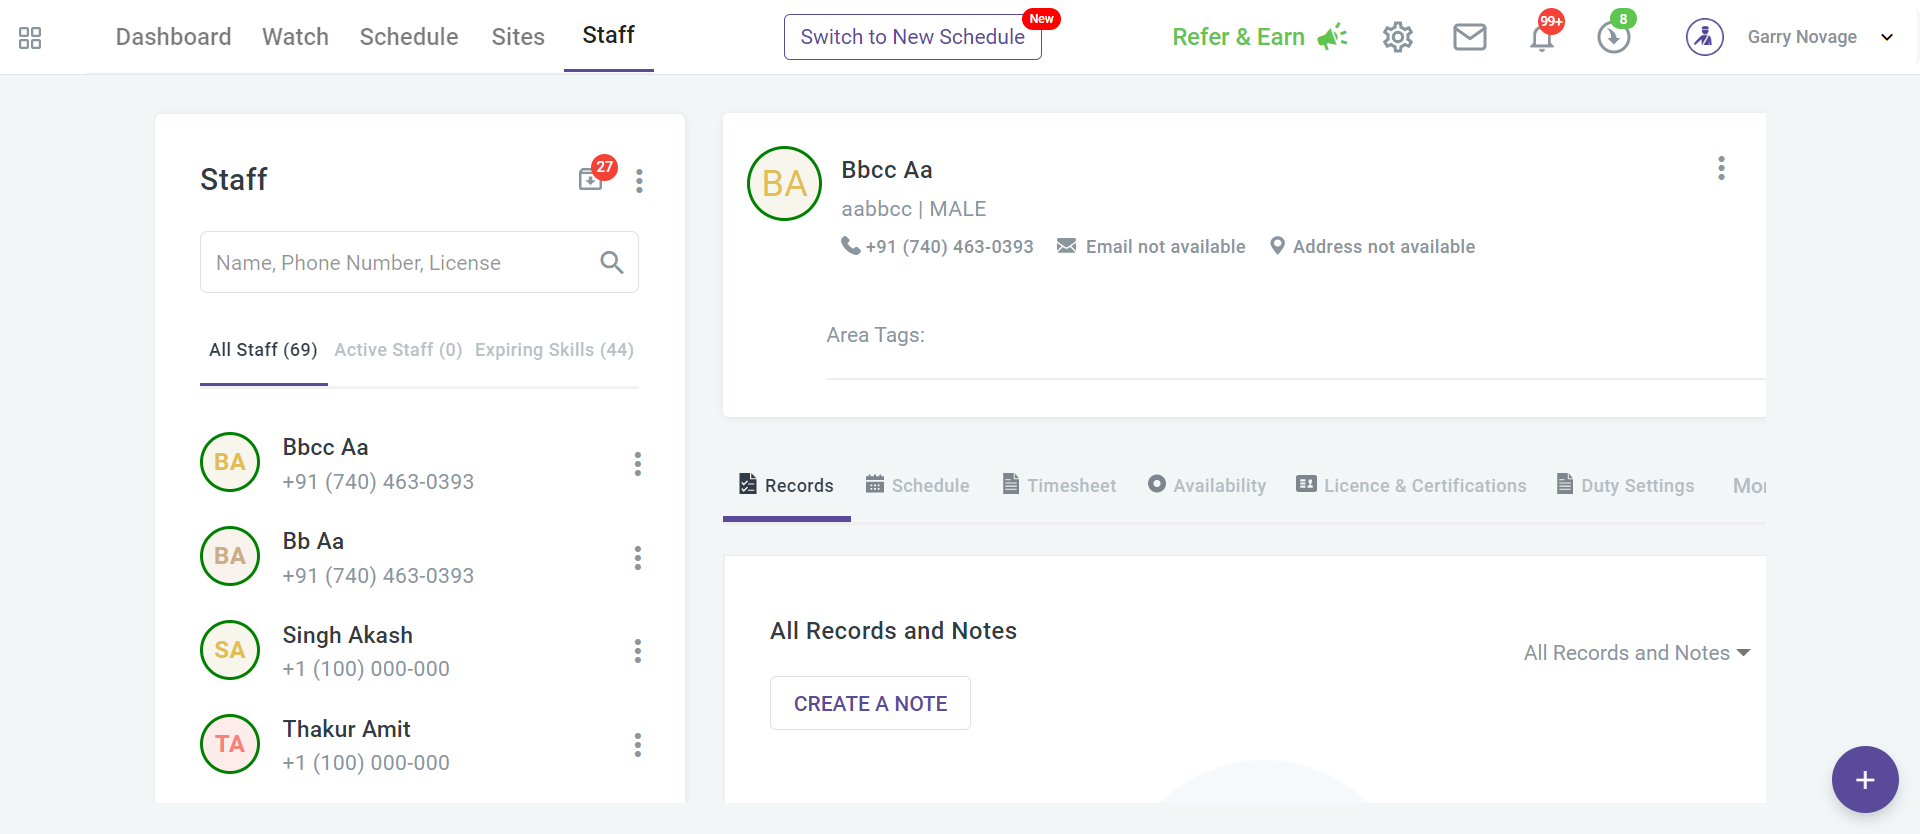 Dashboard Watch Schedule Sites Staff Switch to New Schedule New Refer & Earn 99+ 8 Garry Novage
Staff 27
Name, Phone Number, License
All Staff (69) Active Staff (0) Expiring Skills (44)
BA Bbcc Aa
+91 (740) 463-0393
BA Bb Aa
+91 (740) 463-0393
SA Singh Akash
+1 (100) 000-000
TA Thakur Amit
+1 (100) 000-000
BA Bbcc Aa
aabbcc | MALE
+91 (740) 463-0393 Email not available Address not available
Area Tags:
Records Schedule Timesheet Availability Licence & Certifications Duty Settings Mor
All Records and Notes
All Records and Notes
CREATE A NOTE
+